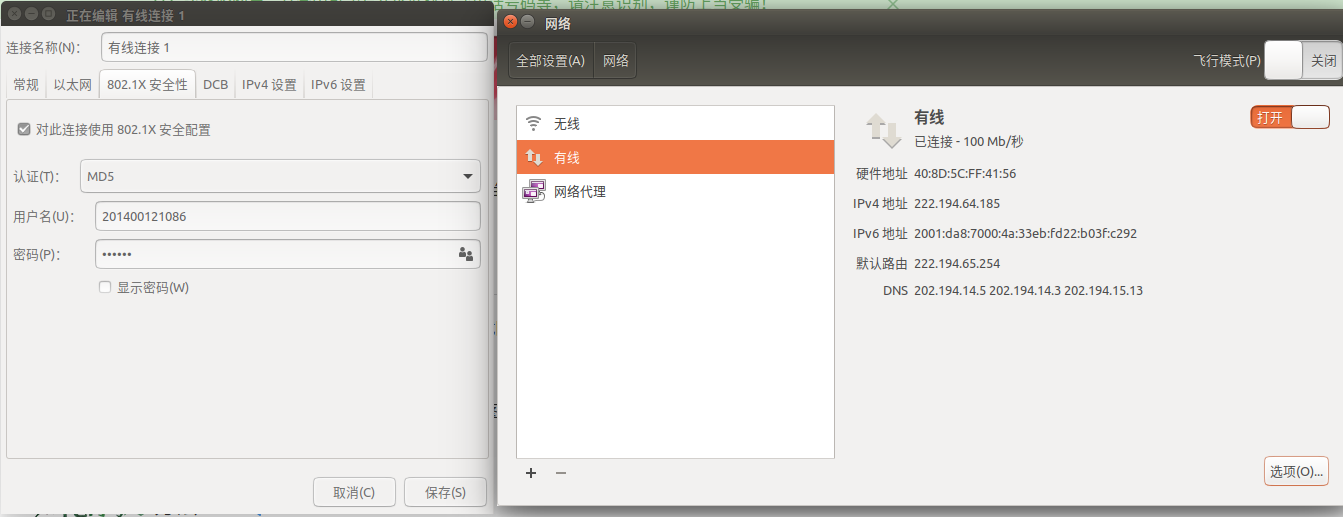 请注意识别，谨防上当受骗！
正在编辑 有线连接 1
连接名称(N)：
有线连接 1
常规 以太网 802.1X 安全性 DCB IPv4 设置 IPv6 设置
对此连接使用 802.1X 安全配置
认证(T)：
MD5
用户名(U)：
201400121086
密码(P)：
••••••
显示密码(W)
取消(C) 保存(S)
网络
全部设置(A) 网络
飞行模式(P) 关闭
无线
有线
网络代理
有线
已连接 - 100 Mb/秒
打开
硬件地址 40:8D:5C:FF:41:56
IPv4 地址 222.194.64.185
IPv6 地址 2001:da8:7000:4a:33eb:fd22:b03f:c292
默认路由 222.194.65.254
DNS 202.194.14.5 202.194.14.3 202.194.15.13
选项(O)...